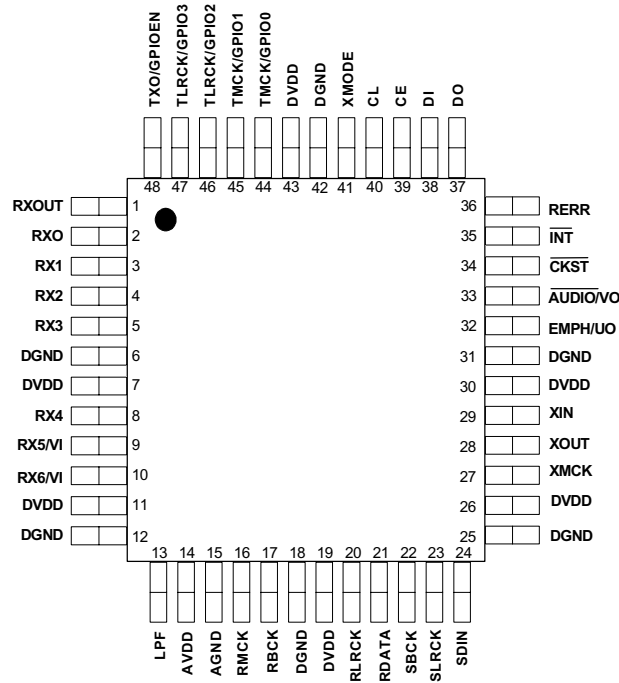 TXO/GPIOEN
TLRCK/GPIO3
TLRCK/GPIO2
TMCK/GPIO1
TMCK/GPIO0
DVDD
DGND
XMODE
CL
CE
DI
DO
48 47 46 45 44 43 42 41 40 39 38 37
RXOUT 1
RXO 2
RX1 3
RX2 4
RX3 5
DGND 6
DVDD 7
RX4 8
RX5/VI 9
RX6/VI 10
DVDD 11
DGND 12
36 RERR
35 INT
34 CKST
33 AUDIO/VO
32 EMPH/UO
31 DGND
30 DVDD
29 XIN
28 XOUT
27 XMCK
26 DVDD
25 DGND
13 14 15 16 17 18 19 20 21 22 23 24
LPF
AVDD
AGND
RMCK
RBCK
DGND
DVDD
RLRCK
RDATA
SBCK
SLRCK
SDIN